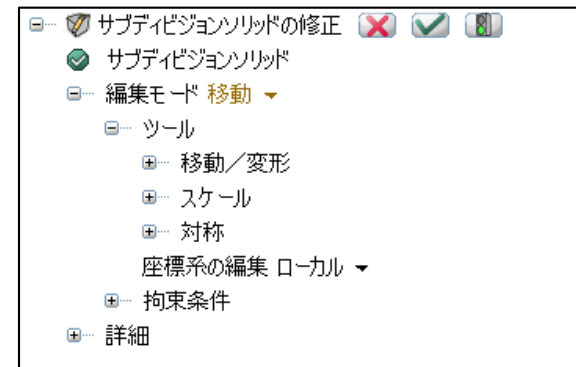 サブディビジョンソリッドの修正
サブディビジョンソリッド
編集モード 移動
ツール
移動／変形
スケール
対称
座標系の編集 ローカル
拘束条件
詳細